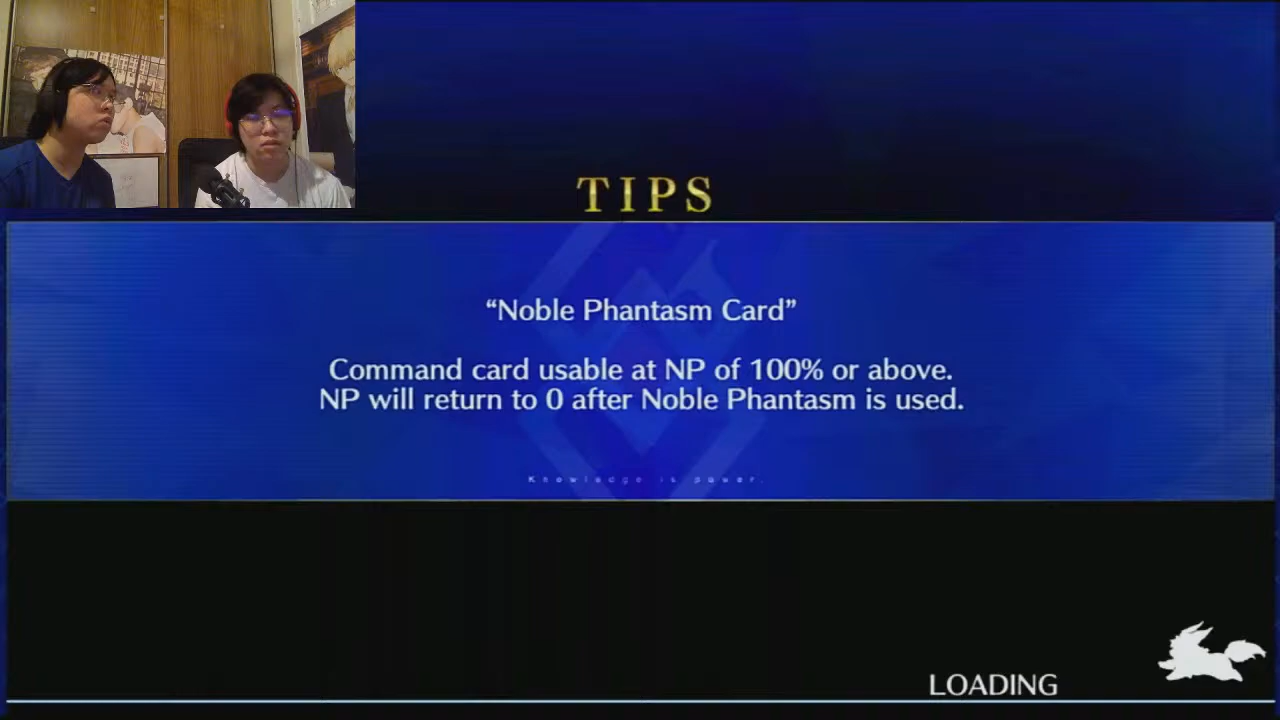 TIPS
“Noble Phantasm Card”
Command card usable at NP of 100% or above.
NP will return to 0 after Noble Phantasm is used.
Knowledge is power.
LOADING